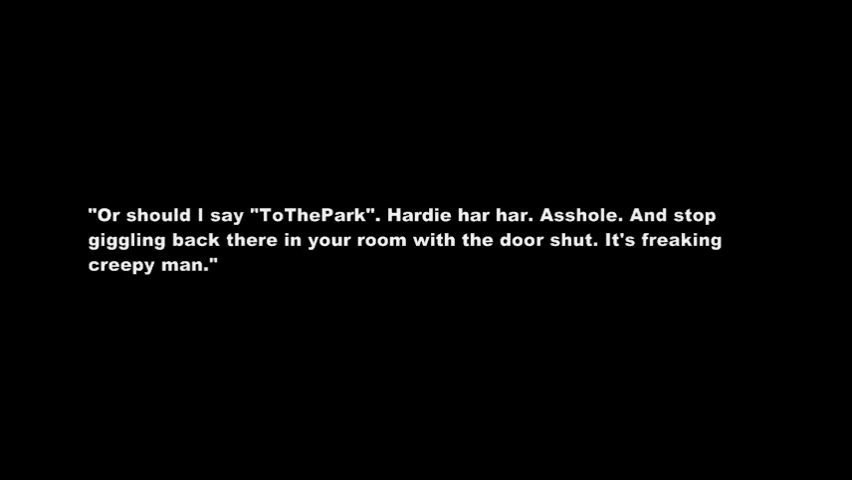 "Or should I say "ToThePark". Hardie har har. Asshole. And stop
giggling back there in your room with the door shut. It's freaking
creepy man."